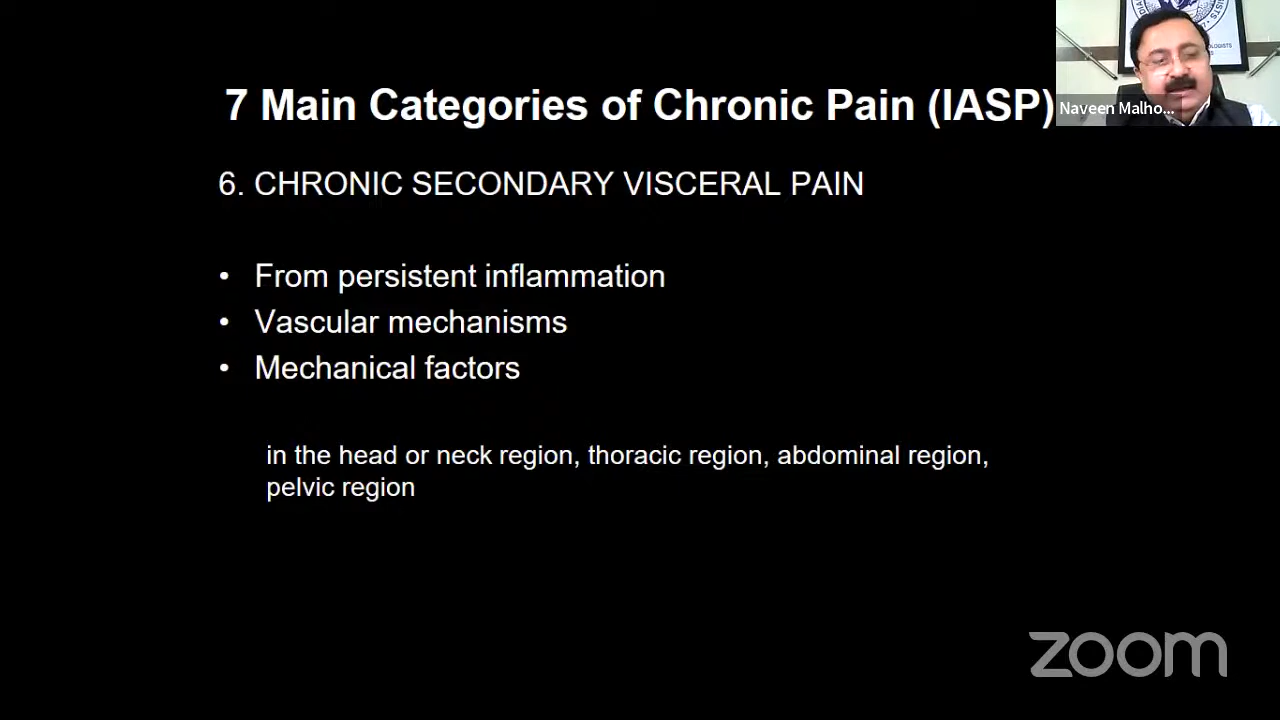 7 Main Categories of Chronic Pain (IASP)
OLOGISTS
Naveen Malho...
6. CHRONIC SECONDARY VISCERAL PAIN
• From persistent inflammation
• Vascular mechanisms
• Mechanical factors
in the head or neck region, thoracic region, abdominal region,
pelvic region
zoom